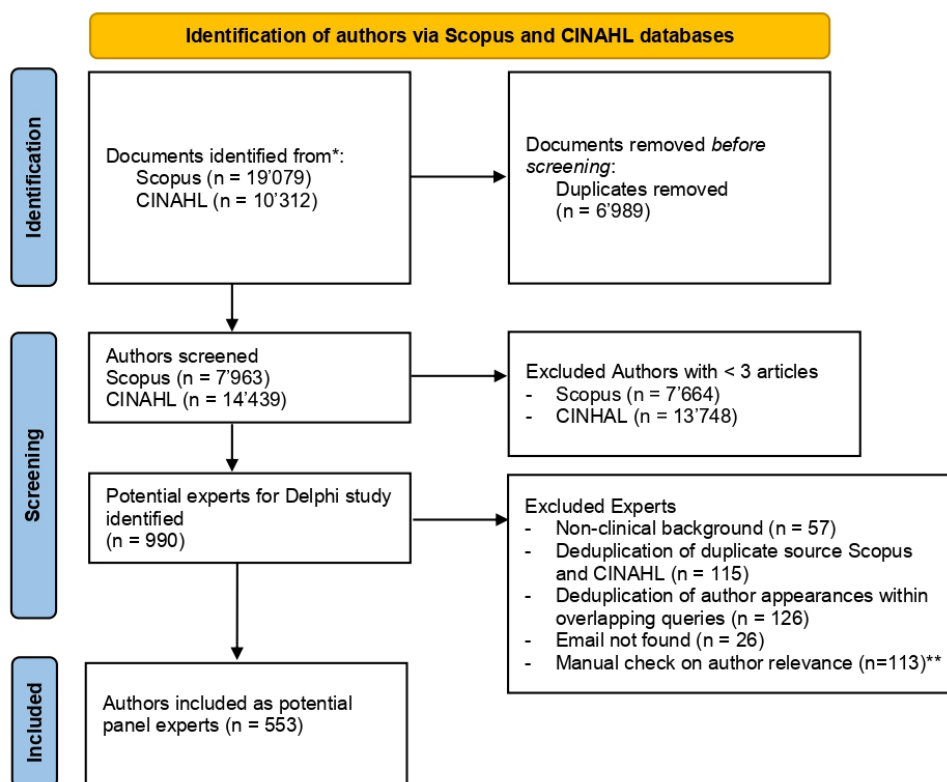 Identification of authors via Scopus and CINAHL databases
Identification
Documents identified from*:
Scopus (n = 19’079)
CINAHL (n = 10’312)
Documents removed before
screening:
Duplicates removed
(n = 6’989)
Screening
Authors screened
Scopus (n = 7’963)
CINAHL (n = 14’439)
Excluded Authors with < 3 articles
- Scopus (n = 7’664)
- CINHAL (n = 13’748)
Potential experts for Delphi study
identified
(n = 990)
Excluded Experts
- Non-clinical background (n = 57)
- Deduplication of duplicate source Scopus
and CINAHL (n = 115)
- Deduplication of author appearances within
overlapping queries (n = 126)
- Email not found (n = 26)
- Manual check on author relevance (n=113)**
Included
Authors included as potential
panel experts (n = 553)